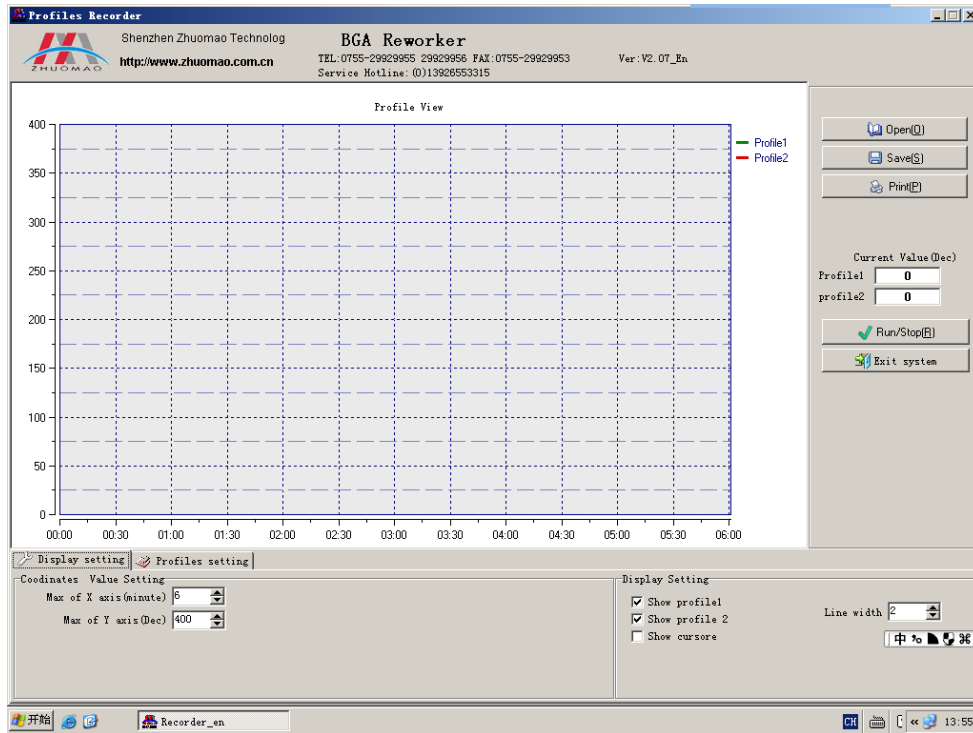 Profiles Recorder
ZHUOMAO
Shenzhen Zhuomao Technolog
http://www.zhuomao.com.cn
BGA Reworker
TEL:0755-29929955 29929956 FAX:0755-29929953
Service Hotline:(0)13926553315
Ver:V2.07_En
Profile View
400
350
300
250
200
150
100
50
0
00:00 00:30 01:00 01:30 02:00 02:30 03:00 03:30 04:00 04:30 05:00 05:30 06:00
Profile1
Profile2
Open(O)
Save(S)
Print(P)
Current Value(Dec)
Profile1 0
profile2 0
Run/Stop(R)
Exit system
Display setting Profiles setting
Coodinates Value Setting
Max of X axis(minute) 6
Max of Y axis(Dec) 400
Display Setting
Show profile1
Show profile 2
Show cursore
Line width 2
中
开始 Recorder_en CH « 13:55